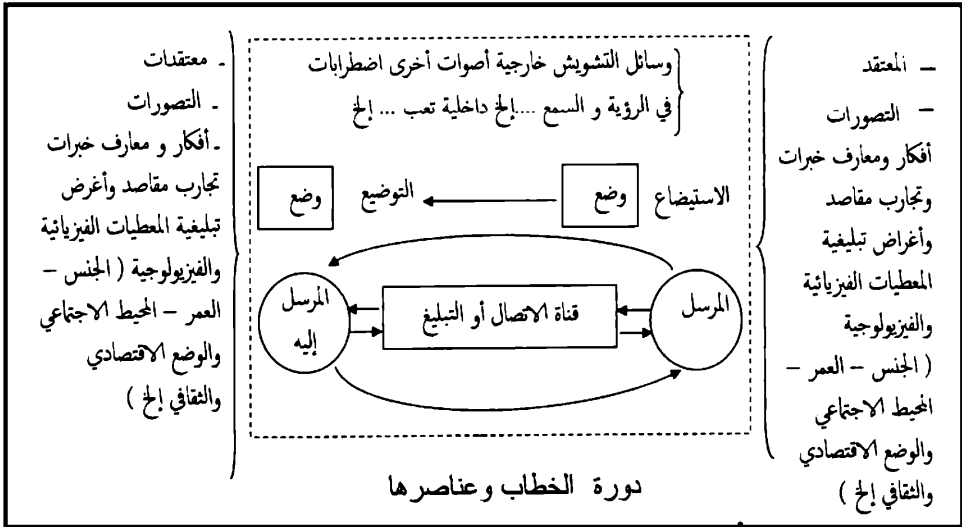 – المعتقد
– التصورات
أفكار ومعارف خبرات
وتجارب مقاصد
وأغراض تبليغية
المعطيات الفيزيائية
والفيزيولوجية
( الجنس – العمر –
المحيط الاجتماعي
والوضع الاقتصادي
والثقافي إلخ )
وسائل التشويش خارجية أصوات أخرى اضطرابات
في الرؤية و السمع ....إلخ داخلية تعب ... إلخ
الاستيضاع
وضع
التوضيع
وضع
المرسل
قناة الاتصال أو التبليغ
المرسل
إليه
- معتقدات
- التصورات
- أفكار و معارف خبرات
تجارب مقاصد وأغرض
تبليغية المعطيات الفيزيائية
والفيزيولوجية ( الجنس –
العمر – المحيط الاجتماعي
والوضع الاقتصادي
والثقافي إلخ )
دورة الخطاب وعناصرها